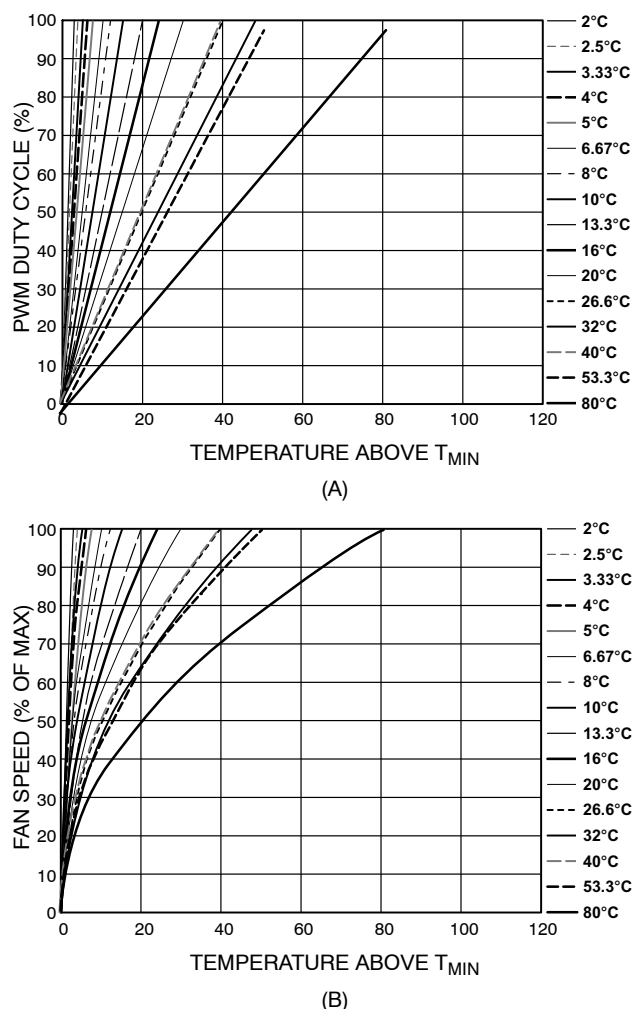 PWM DUTY CYCLE (%)
100
90
80
70
60
50
40
30
20
10
0
0 20 40 60 80 100 120
TEMPERATURE ABOVE TMIN
(A)
2°C
2.5°C
3.33°C
4°C
5°C
6.67°C
8°C
10°C
13.3°C
16°C
20°C
26.6°C
32°C
40°C
53.3°C
80°C
FAN SPEED (% OF MAX)
100
90
80
70
60
50
40
30
20
10
0
0 20 40 60 80 100 120
TEMPERATURE ABOVE TMIN
(B)
2°C
2.5°C
3.33°C
4°C
5°C
6.67°C
8°C
10°C
13.3°C
16°C
20°C
26.6°C
32°C
40°C
53.3°C
80°C